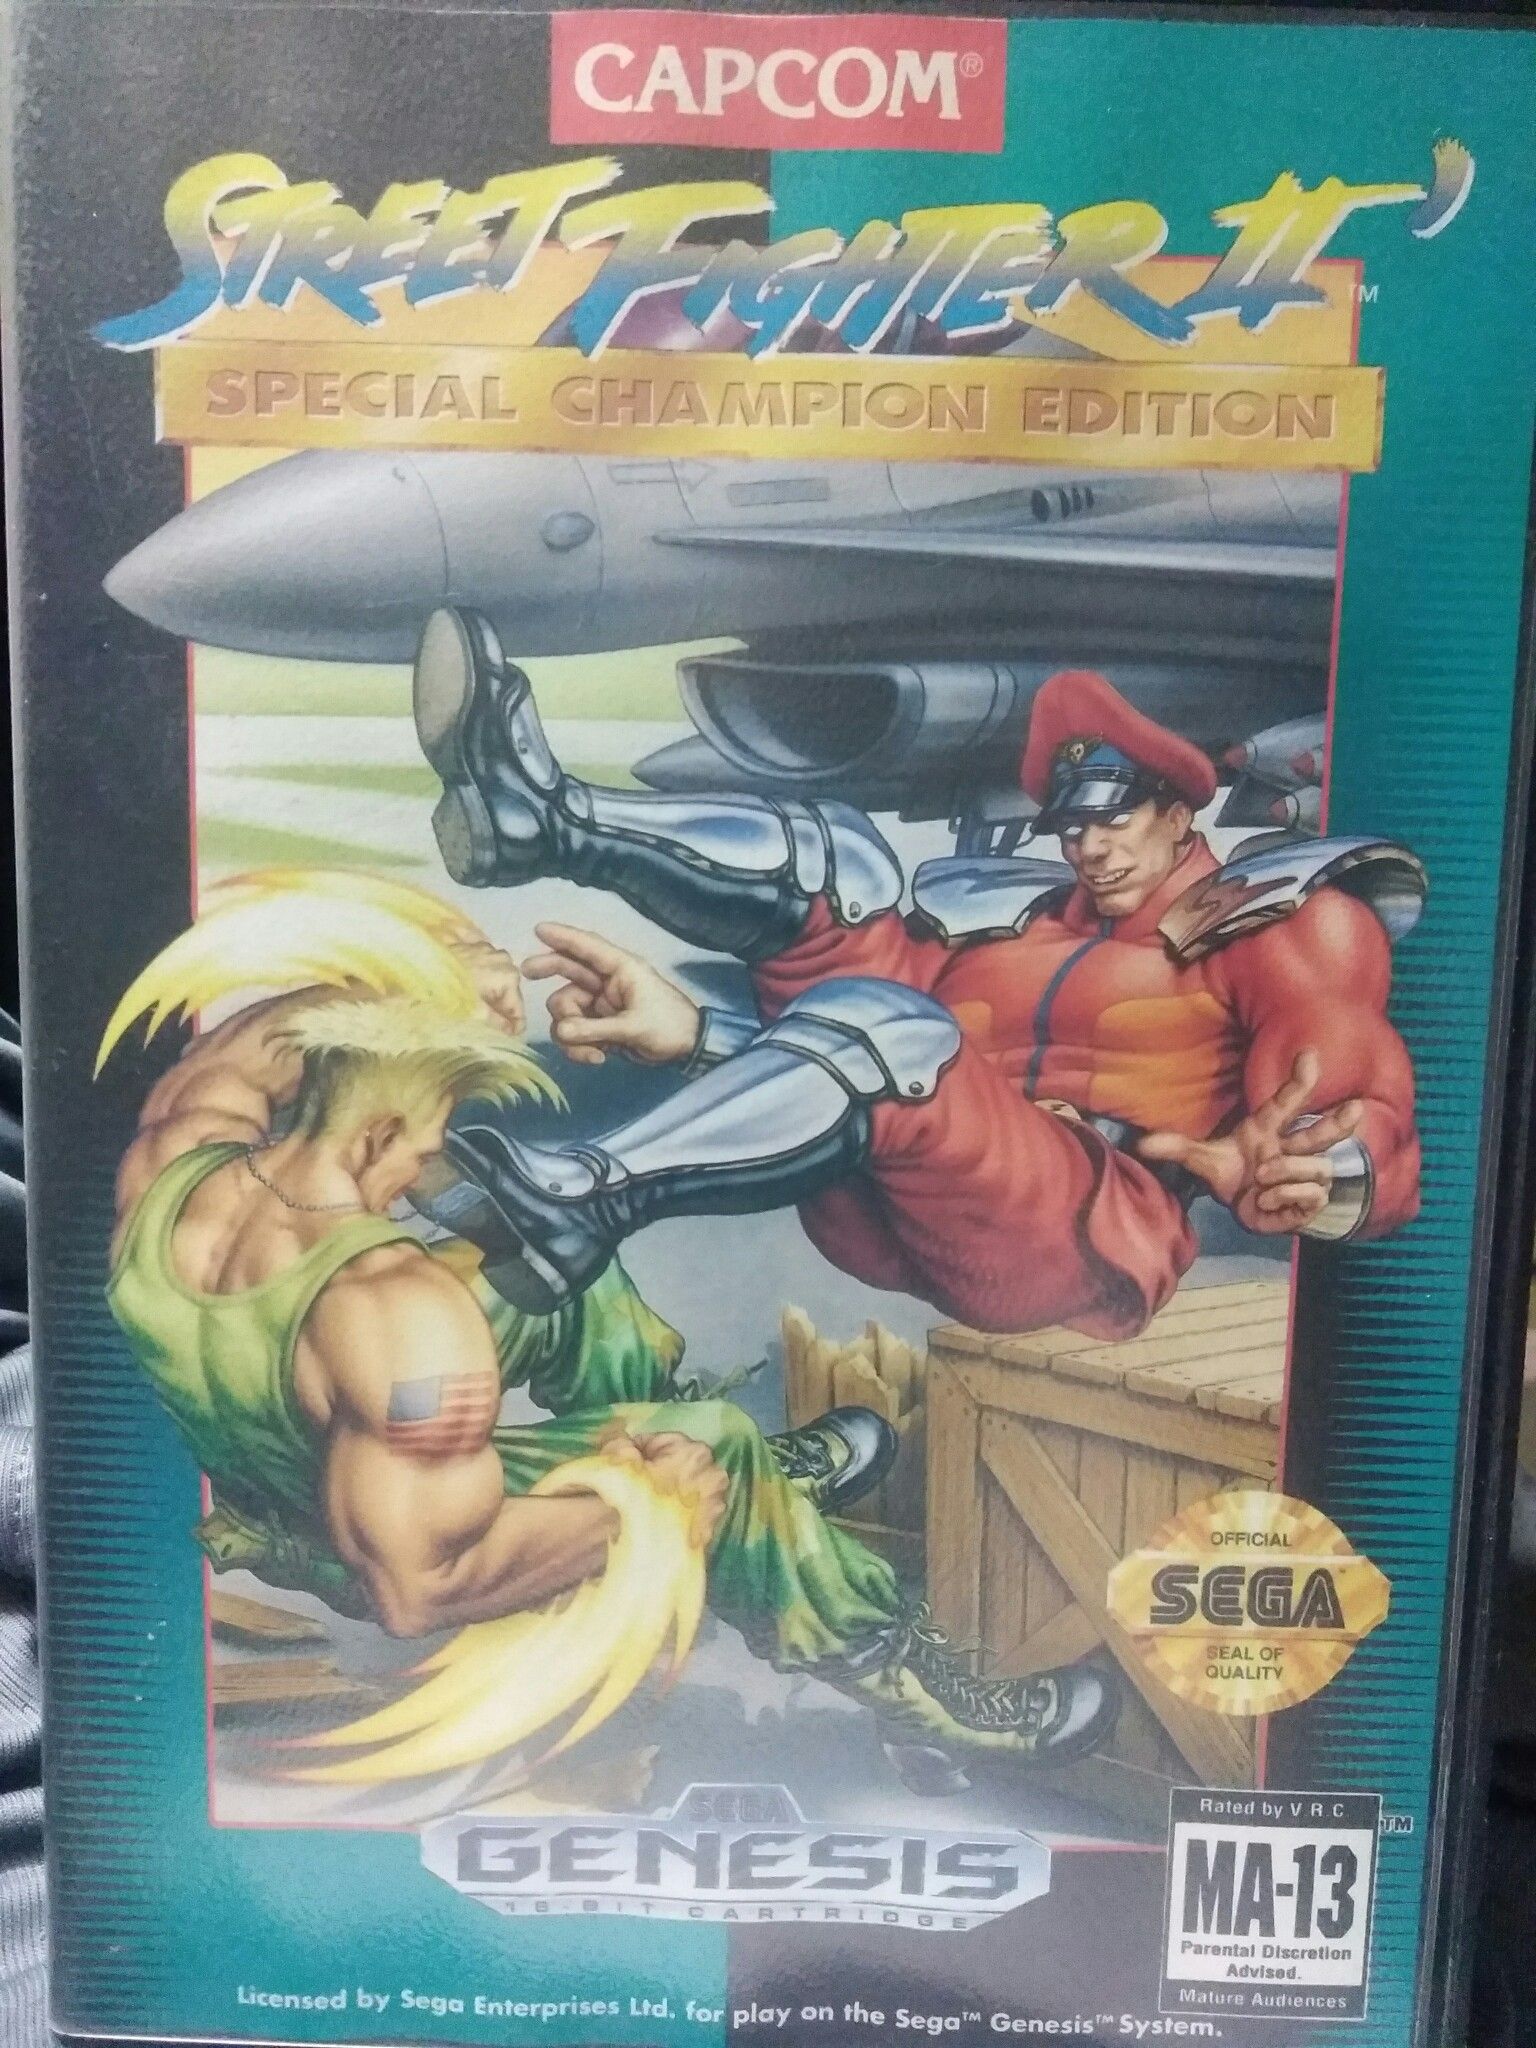 CAPCOM®
STREET FIGHTER II'
TM
SPECIAL CHAMPION EDITION
OFFICIAL
SEGA
SEAL OF
QUALITY
SEGA
GENESIS
16-BIT CARTRIDGE
Rated by V.R.C.
TM
MA-13
Parental Discretion
Advised.
Mature Audiences
Licensed by Sega Enterprises Ltd. for play on the Sega™ Genesis™ System.